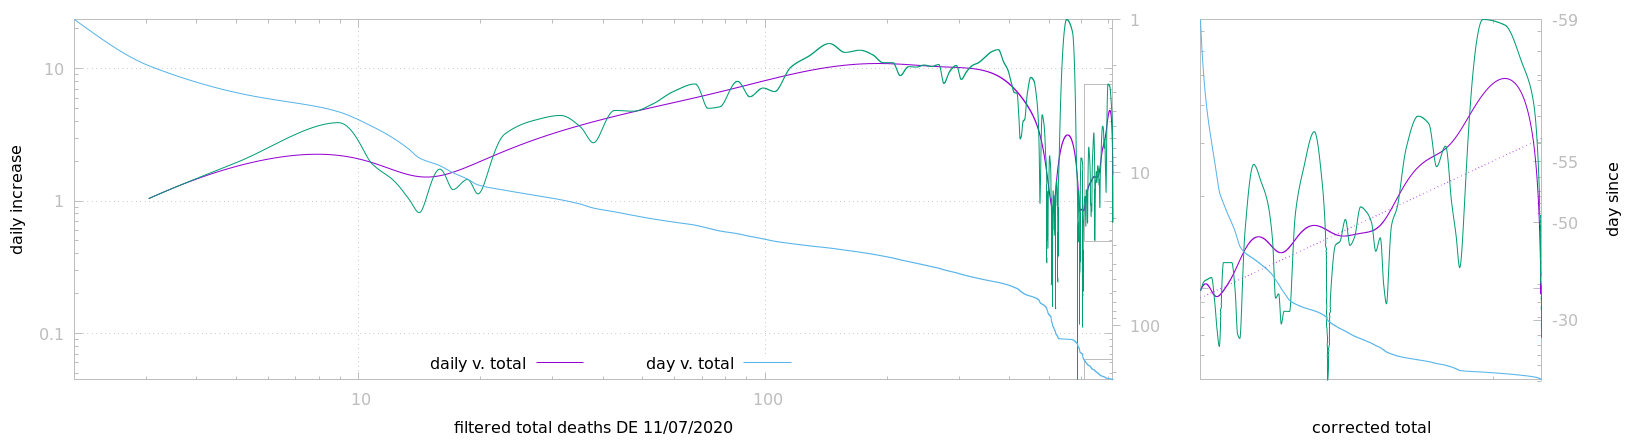 daily increase
10
1
0.1
daily v. total
day v. total
10
100
1
10
100
filtered total deaths DE 11/07/2020
-59
-55
-50
-30
day since
corrected total